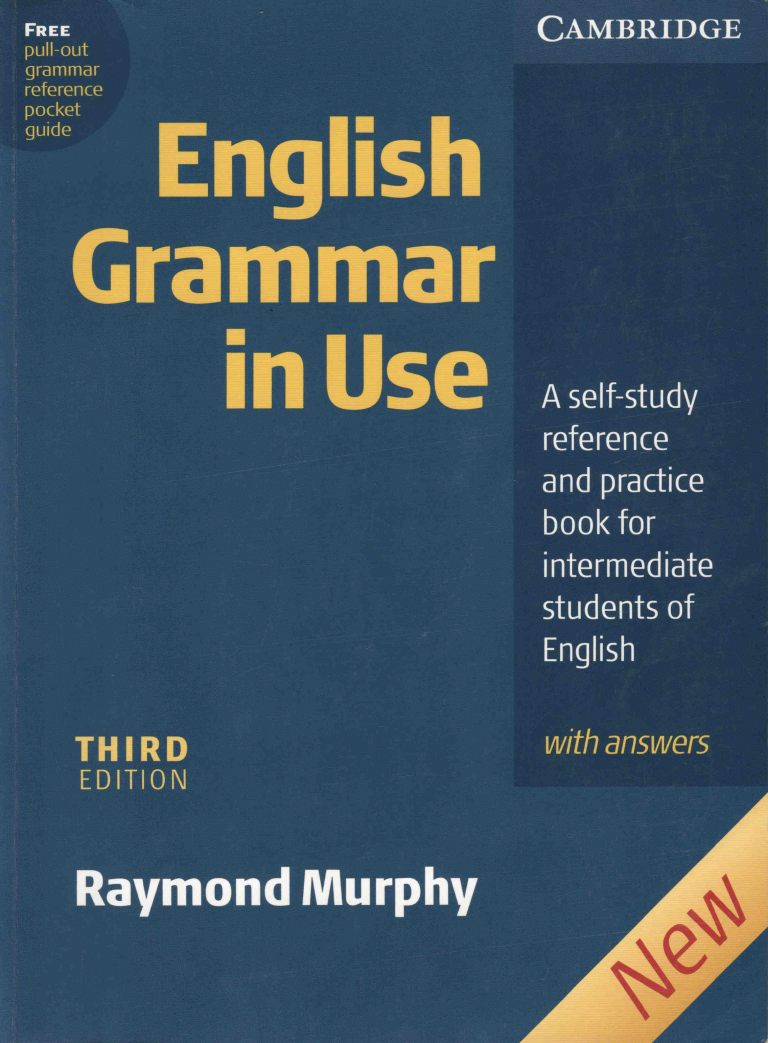 FREE
pull-out
grammar
reference
pocket
guide
CAMBRIDGE
English
Grammar
in Use
A self-study
reference
and practice
book for
intermediate
students of
English
with answers
THIRD
EDITION
Raymond Murphy
New